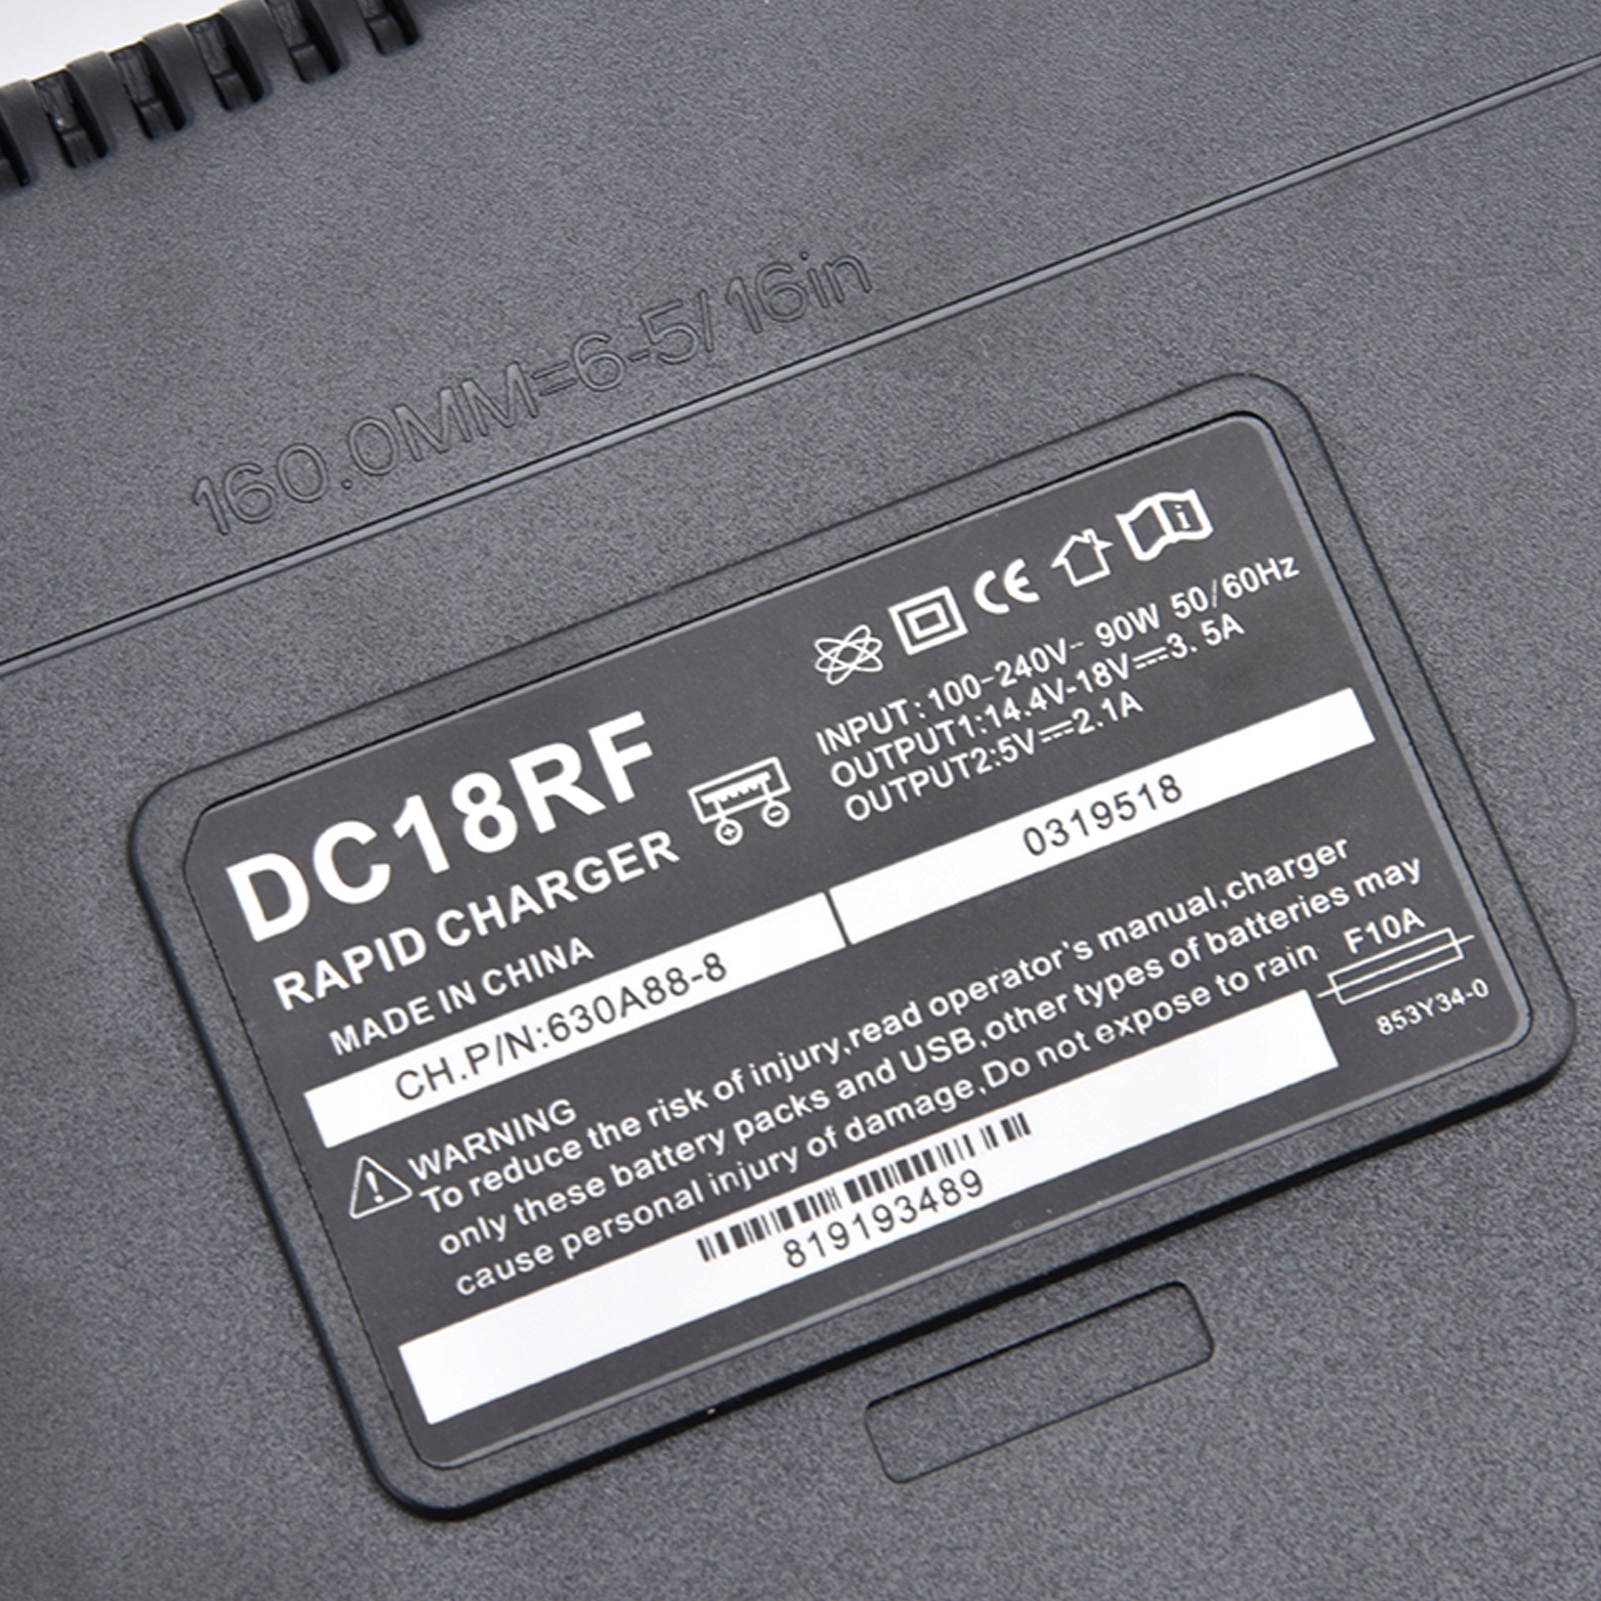 160.0MM=6-5/16in
DC18RF
RAPID CHARGER
MADE IN CHINA
CE
INPUT:100-240V~ 90W 50/60Hz
OUTPUT1:14.4V-18V⎓3.5A
OUTPUT2:5V⎓2.1A
CH.P/N:630A88-8
0319518
WARNING
To reduce the risk of injury,read operator's manual,charger
only these battery packs and USB,other types of batteries may
cause personal injury of damage,Do not expose to rain
F10A
853Y34-0
819193489